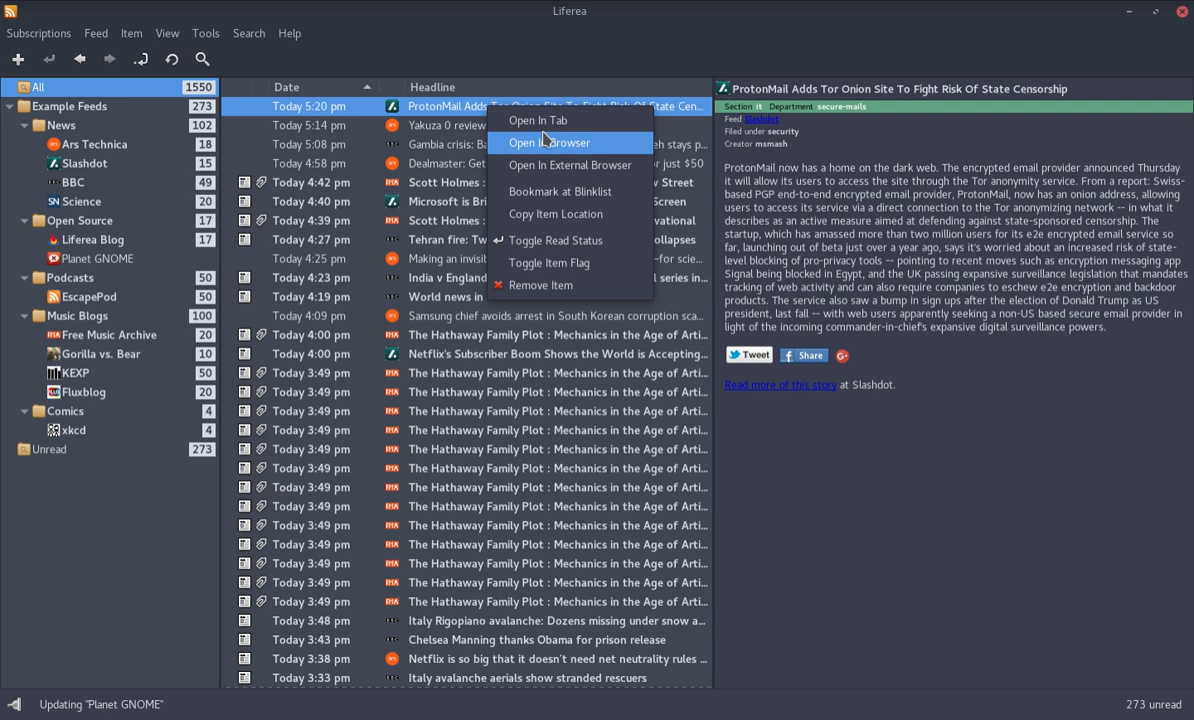 Liferea
Subscriptions Feed Item View Tools Search Help
All 1550
Example Feeds 273
News 102
Ars Technica 18
Slashdot 15
BBC 49
Science 20
Open Source 17
Liferea Blog 17
Planet GNOME
Podcasts 50
EscapePod 50
Music Blogs 100
Free Music Archive 20
Gorilla vs. Bear 10
KEXP 50
Fluxblog 20
Comics 4
xkcd 4
Unread 273
Date Headline
Today 5:20 pm ProtonMail Adds Tor Onion Site To Fight Risk Of State Cen...
Today 5:14 pm Yakuza 0 review
Today 5:08 pm Gambia crisis: Ba eh stays p...
Today 4:58 pm Dealmaster: Get r just $50
Today 4:42 pm Scott Holmes : Street
Today 4:40 pm Microsoft is Bri Screen
Today 4:39 pm Scott Holmes : vational
Today 4:27 pm Tehran fire: Tw ollapses
Today 4:25 pm Making an invisib -for-scie...
Today 4:23 pm India v England l series in...
Today 4:19 pm World news in
Today 4:09 pm Samsung chief avoids arrest in South Korean corruption sca...
Today 4:00 pm The Hathaway Family Plot : Mechanics in the Age of Arti...
Today 4:00 pm Netflix's Subscriber Boom Shows the World is Accepting...
Today 3:49 pm The Hathaway Family Plot : Mechanics in the Age of Arti...
Today 3:49 pm The Hathaway Family Plot : Mechanics in the Age of Arti...
Today 3:49 pm The Hathaway Family Plot : Mechanics in the Age of Arti...
Today 3:49 pm The Hathaway Family Plot : Mechanics in the Age of Arti...
Today 3:49 pm The Hathaway Family Plot : Mechanics in the Age of Arti...
Today 3:49 pm The Hathaway Family Plot : Mechanics in the Age of Arti...
Today 3:49 pm The Hathaway Family Plot : Mechanics in the Age of Arti...
Today 3:49 pm The Hathaway Family Plot : Mechanics in the Age of Arti...
Today 3:49 pm The Hathaway Family Plot : Mechanics in the Age of Arti...
Today 3:49 pm The Hathaway Family Plot : Mechanics in the Age of Arti...
Today 3:49 pm The Hathaway Family Plot : Mechanics in the Age of Arti...
Today 3:49 pm The Hathaway Family Plot : Mechanics in the Age of Arti...
Today 3:49 pm The Hathaway Family Plot : Mechanics in the Age of Arti...
Today 3:48 pm Italy Rigopiano avalanche: Dozens missing under snow a...
Today 3:43 pm Chelsea Manning thanks Obama for prison release
Today 3:38 pm Netflix is so big that it doesn't need net neutrality rules ...
Today 3:33 pm Italy avalanche aerials show stranded rescuers
Open In Tab
Open In Browser
Open In External Browser
Bookmark at Blinklist
Copy Item Location
Toggle Read Status
Toggle Item Flag
Remove Item
ProtonMail Adds Tor Onion Site To Fight Risk Of State Censorship
Section it Department secure-mails
Feed Slashdot
Filed under security
Creator msmash
ProtonMail now has a home on the dark web. The encrypted email provider announced Thursday
it will allow its users to access the site through the Tor anonymity service. From a report: Swiss-
based PGP end-to-end encrypted email provider, ProtonMail, now has an onion address, allowing
users to access its service via a direct connection to the Tor anonymizing network -- in what it
describes as an active measure aimed at defending against state-sponsored censorship. The
startup, which has amassed more than two million users for its e2e encrypted email service so
far, launching out of beta just over a year ago, says it's worried about an increased risk of state-
level blocking of pro-privacy tools -- pointing to recent moves such as encryption messaging app
Signal being blocked in Egypt, and the UK passing expansive surveillance legislation that mandates
tracking of web activity and can also require companies to eschew e2e encryption and backdoor
products. The service also saw a bump in sign ups after the election of Donald Trump as US
president, last fall -- with web users apparently seeking a non-US based secure email provider in
light of the incoming commander-in-chief's expansive digital surveillance powers.
Tweet Share
Read more of this story at Slashdot.
Updating "Planet GNOME" 273 unread